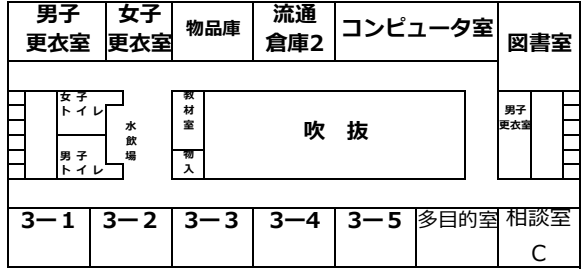 男子
更衣室
女子
更衣室
物品庫
流通
倉庫2
コンピュータ室
図書室
女子
トイレ
男子
トイレ
水
飲
場
教
材
室
物
入
吹 抜
男子
更衣室
3ー1
3ー2
3ー3
3ー4
3ー5
多目的室
相談室
C